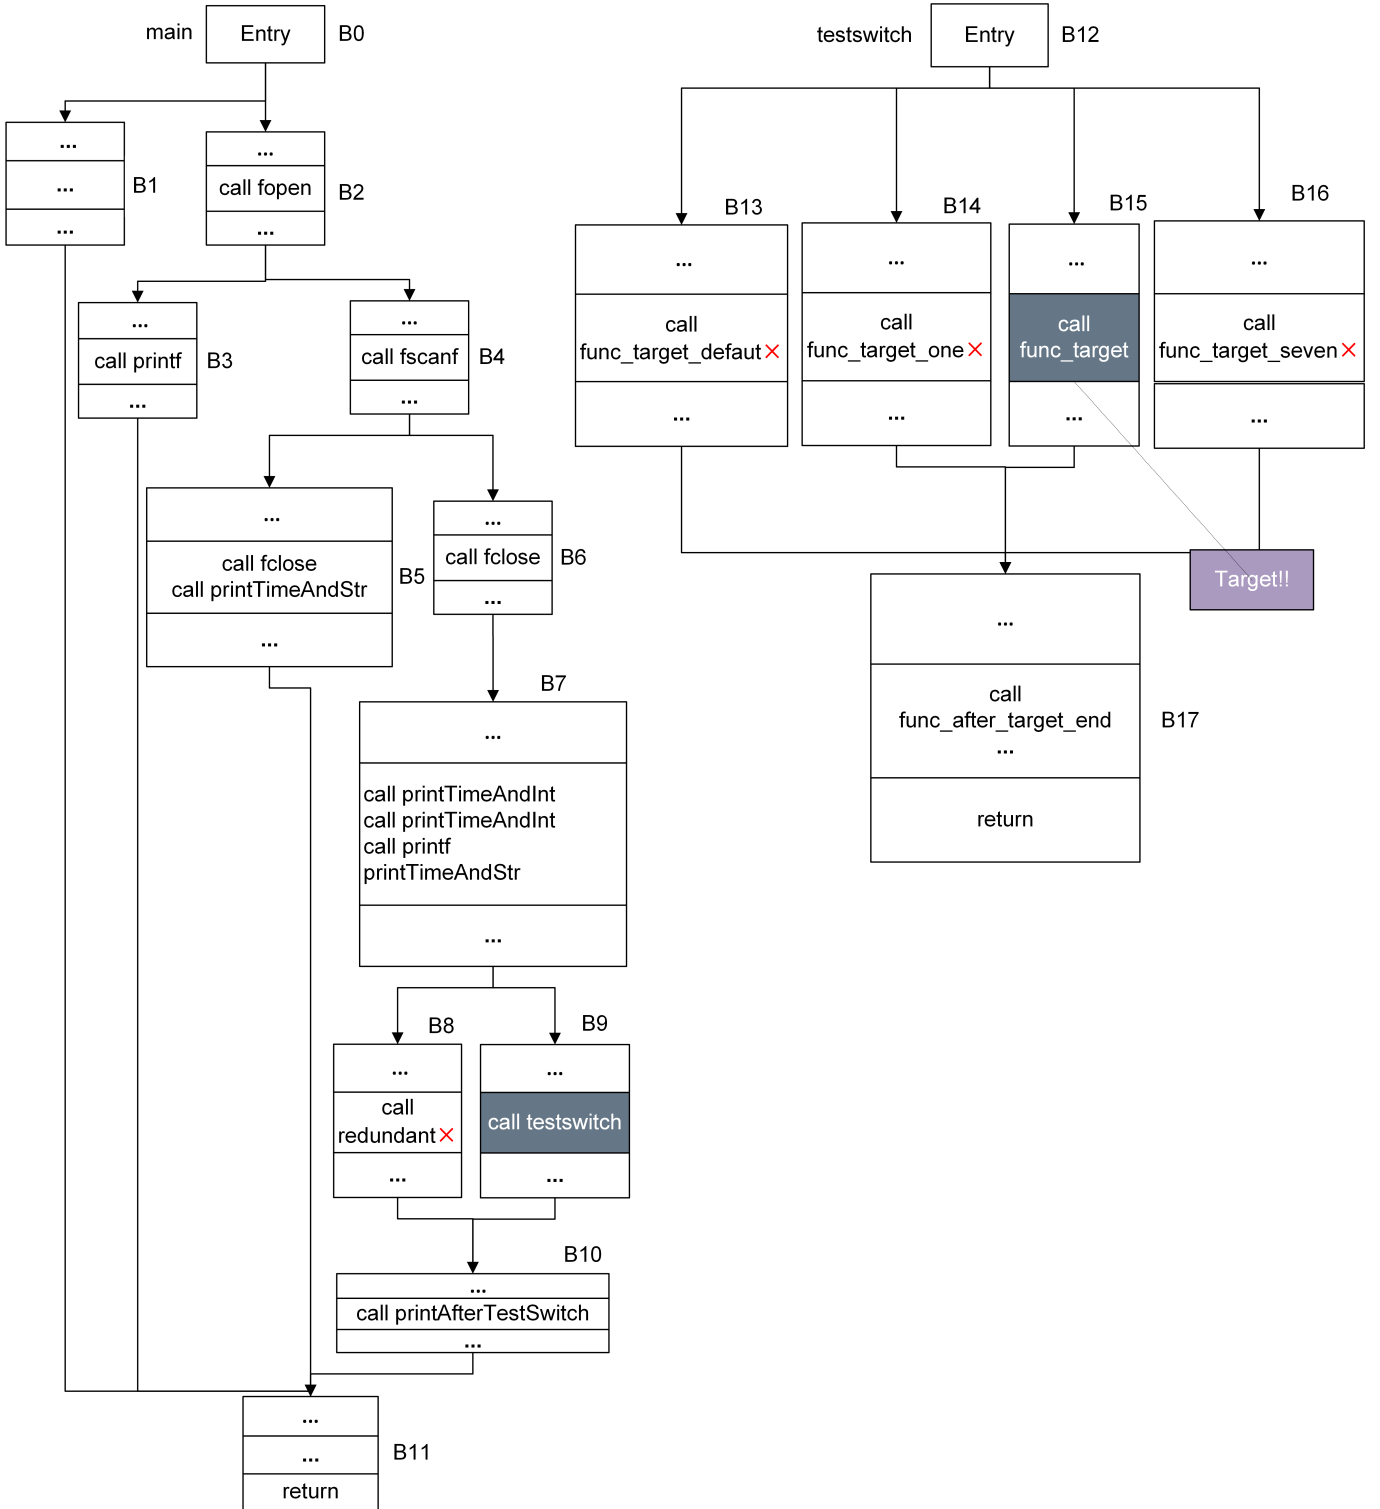 main
Entry
B0
...
...
...
B1
...
call fopen
...
B2
...
call printf
...
B3
...
call fscanf
...
B4
...
call fclose
call printTimeAndStr
...
B5
...
call fclose
...
B6
B7
...
call printTimeAndInt
call printTimeAndInt
call printf
printTimeAndStr
...
B8
...
call
redundant
...
B9
...
call testswitch
...
B10
...
call printAfterTestSwitch
...
...
...
return
B11
testswitch
Entry
B12
B13
...
call
func_target_defaut
...
B14
...
call
func_target_one
...
B15
...
call
func_target
...
B16
...
call
func_target_seven
...
Target!!
...
call
func_after_target_end
...
return
B17